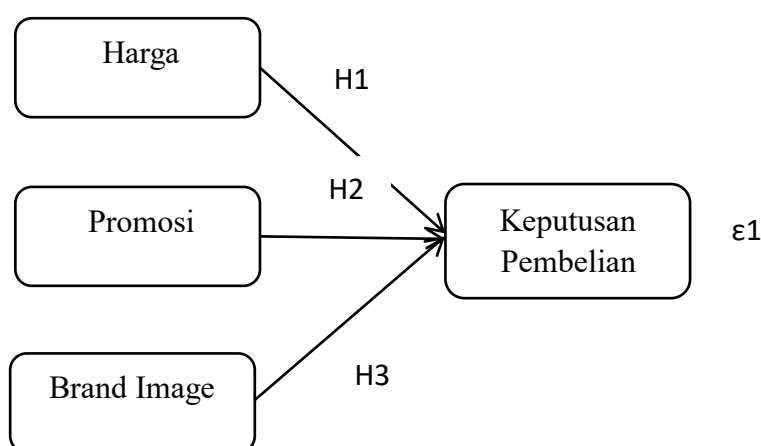 Harga
H1
H2
Promosi
Keputusan
Pembelian
ε1
H3
Brand Image